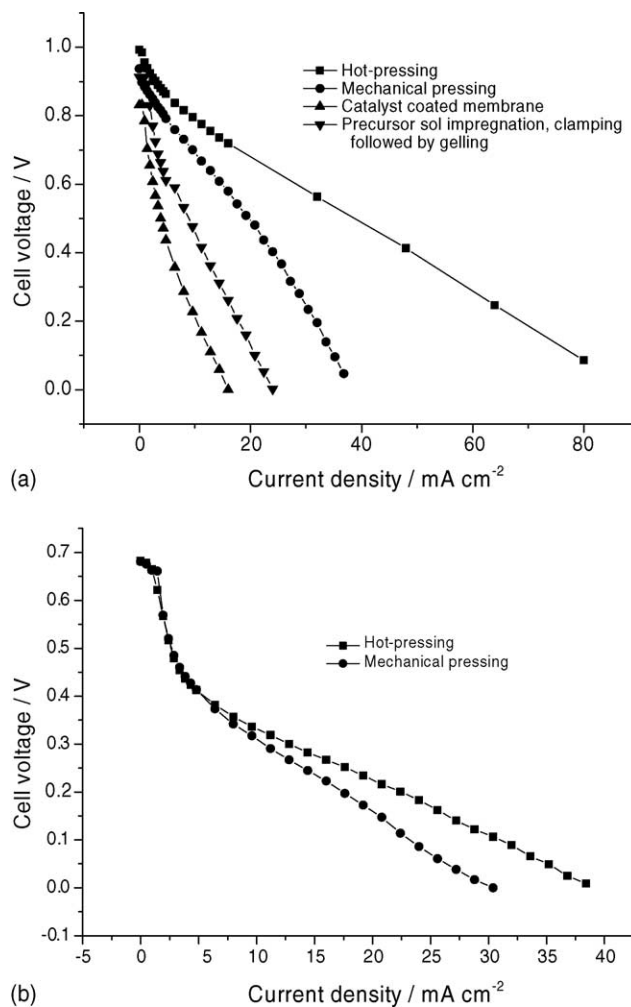 1.0
0.8
0.6
0.4
0.2
0.0
Cell voltage / V
Hot-pressing
Mechanical pressing
Catalyst coated membrane
Precursor sol impregnation, clamping
followed by gelling
0 20 40 60 80
(a) Current density / mA cm-2
0.7
0.6
0.5
0.4
0.3
0.2
0.1
0.0
-0.1
Cell voltage / V
Hot-pressing
Mechanical pressing
-5 0 5 10 15 20 25 30 35 40
(b) Current density / mA cm-2